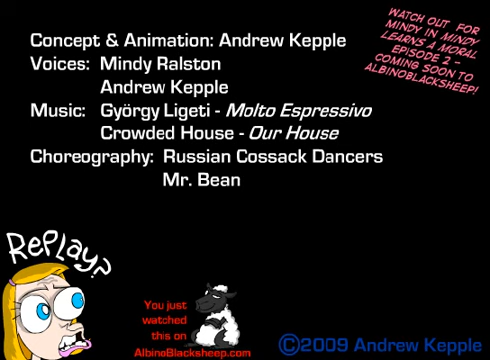 Concept & Animation: Andrew Kepple
Voices: Mindy Ralston
Andrew Kepple
Music: György Ligeti - Molto Espressivo
Crowded House - Our House
Choreography: Russian Cossack Dancers
Mr. Bean
WATCH OUT FOR
MINDY IN MINDY
LEARNS A MORAL
EPISODE 2 -
COMING SOON TO
ALBINOBLACKSHEEP!
RePLay?
You just
watched
this on
AlbinoBlacksheep.com
©2009 Andrew Kepple